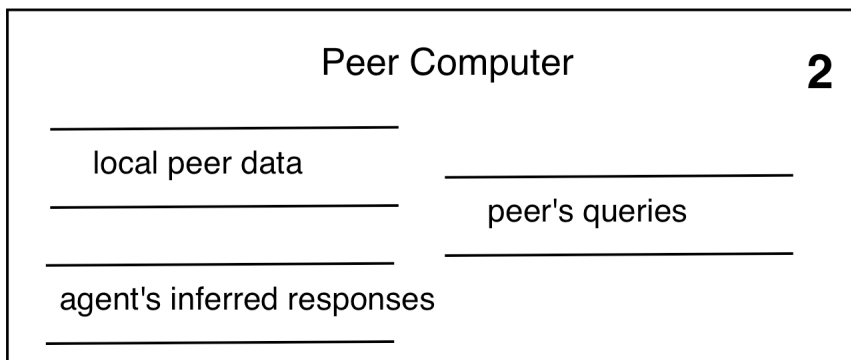 Peer Computer
2
local peer data
peer's queries
agent's inferred responses